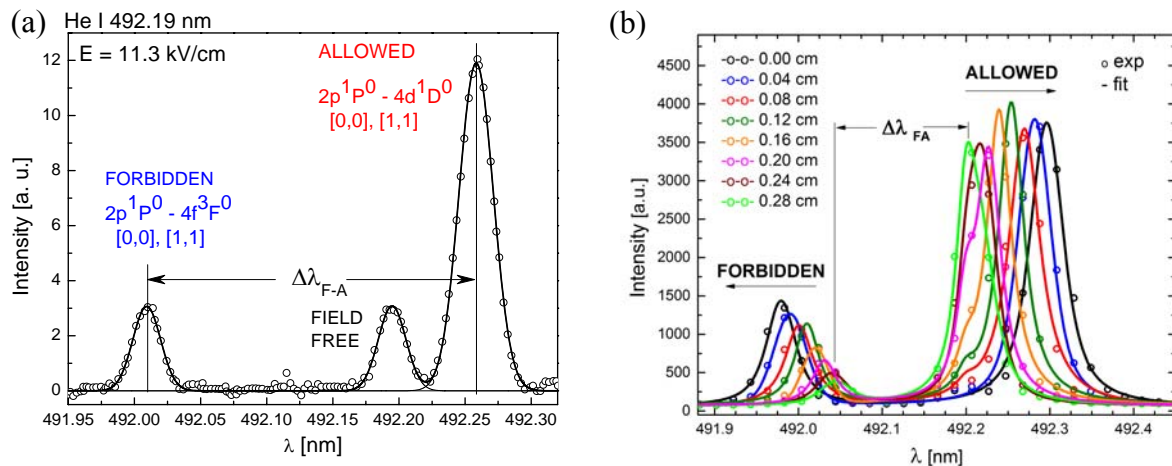 (a)
He I 492.19 nm
E = 11.3 kV/cm
ALLOWED
2p¹P⁰ - 4d¹D⁰
[0,0], [1,1]
FORBIDDEN
2p¹P⁰ - 4f³F⁰
[0,0], [1,1]
Δλ_F-A
FIELD
FREE
Intensity [a. u.]
12
10
8
6
4
2
0
491.95 492.00 492.05 492.10 492.15 492.20 492.25 492.30
λ [nm]
(b)
0.00 cm
0.04 cm
0.08 cm
0.12 cm
0.16 cm
0.20 cm
0.24 cm
0.28 cm
ALLOWED
exp
- fit
Δλ FA
FORBIDDEN
Intensity [a.u.]
4500
4000
3500
3000
2500
2000
1500
1000
500
0
491.9 492.0 492.1 492.2 492.3 492.4
λ [nm]